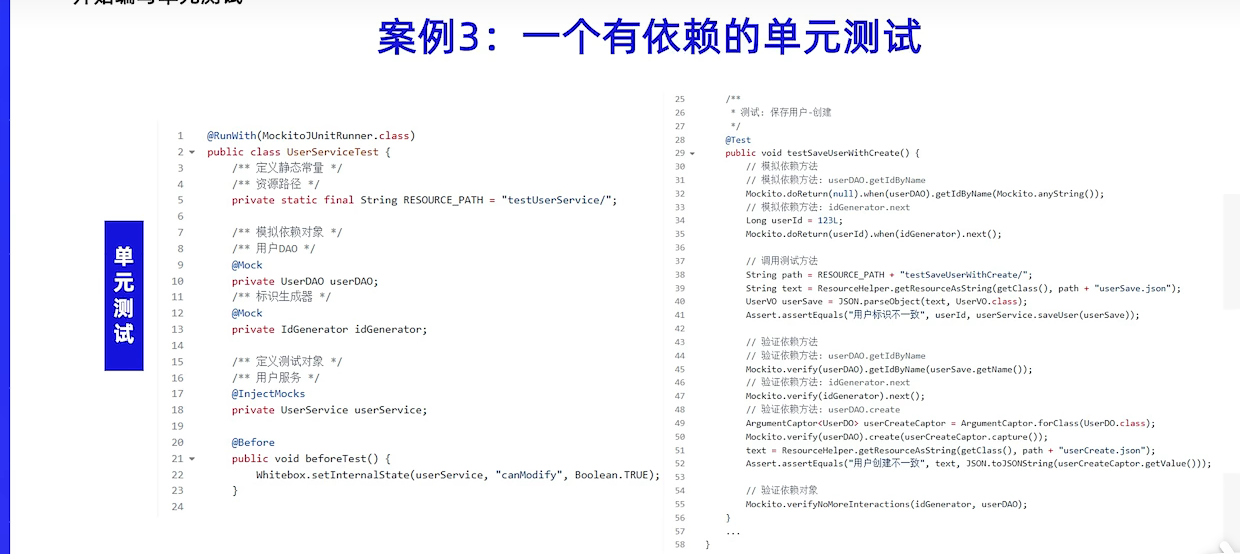 开始编写单元测试
案例3：一个有依赖的单元测试
单元测试
1 @RunWith(MockitoJUnitRunner.class)
2 public class UserServiceTest {
3 /** 定义静态常量 */
4 /** 资源路径 */
5 private static final String RESOURCE_PATH = "testUserService/";
6
7 /** 模拟依赖对象 */
8 /** 用户DAO */
9 @Mock
10 private UserDAO userDAO;
11 /** 标识生成器 */
12 @Mock
13 private IdGenerator idGenerator;
14
15 /** 定义测试对象 */
16 /** 用户服务 */
17 @InjectMocks
18 private UserService userService;
19
20 @Before
21 public void beforeTest() {
22 Whitebox.setInternalState(userService, "canModify", Boolean.TRUE);
23 }
24
25 /**
26 * 测试: 保存用户-创建
27 */
28 @Test
29 public void testSaveUserWithCreate() {
30 // 模拟依赖方法
31 // 模拟依赖方法: userDAO.getIdByName
32 Mockito.doReturn(null).when(userDAO).getIdByName(Mockito.anyString());
33 // 模拟依赖方法: idGenerator.next
34 Long userId = 123L;
35 Mockito.doReturn(userId).when(idGenerator).next();
36
37 // 调用测试方法
38 String path = RESOURCE_PATH + "testSaveUserWithCreate/";
39 String text = ResourceHelper.getResourceAsString(getClass(), path + "userSave.json");
40 UserVO userSave = JSON.parseObject(text, UserVO.class);
41 Assert.assertEquals("用户标识不一致", userId, userService.saveUser(userSave));
42
43 // 验证依赖方法
44 // 验证依赖方法: userDAO.getIdByName
45 Mockito.verify(userDAO).getIdByName(userSave.getName());
46 // 验证依赖方法: idGenerator.next
47 Mockito.verify(idGenerator).next();
48 // 验证依赖方法: userDAO.create
49 ArgumentCaptor<UserDO> userCreateCaptor = ArgumentCaptor.forClass(UserDO.class);
50 Mockito.verify(userDAO).create(userCreateCaptor.capture());
51 text = ResourceHelper.getResourceAsString(getClass(), path + "userCreate.json");
52 Assert.assertEquals("用户创建不一致", text, JSON.toJSONString(userCreateCaptor.getValue()));
53
54 // 验证依赖对象
55 Mockito.verifyNoMoreInteractions(idGenerator, userDAO);
56 }
57 ...
58 }